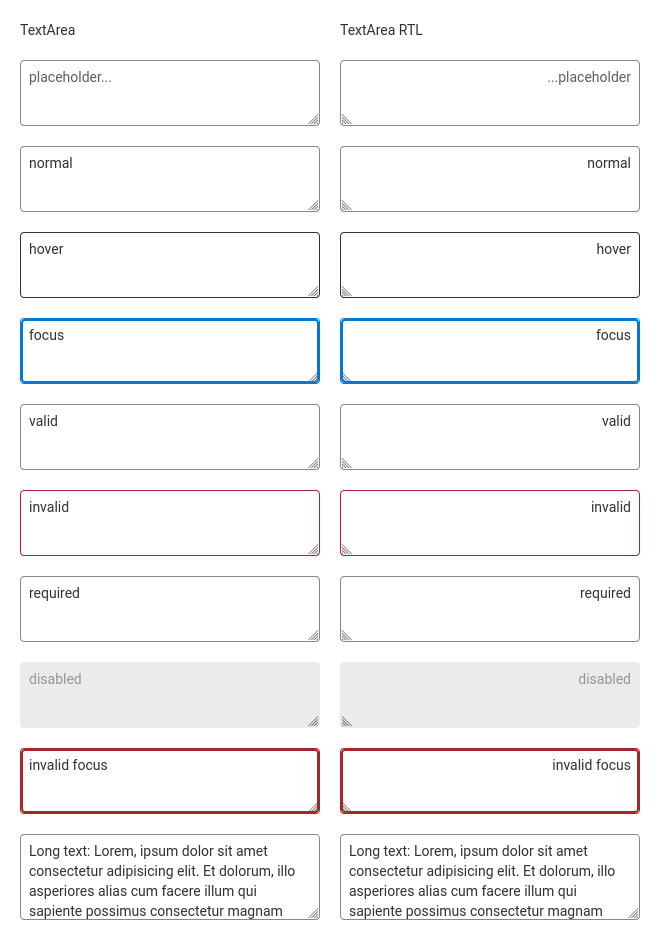 TextArea
TextArea RTL
placeholder...
...placeholder
normal
normal
hover
hover
focus
focus
valid
valid
invalid
invalid
required
required
disabled
disabled
invalid focus
invalid focus
Long text: Lorem, ipsum dolor sit amet
consectetur adipisicing elit. Et dolorum, illo
asperiores alias cum facere illum qui
sapiente possimus consectetur magnam
Long text: Lorem, ipsum dolor sit amet
consectetur adipisicing elit. Et dolorum, illo
asperiores alias cum facere illum qui
sapiente possimus consectetur magnam